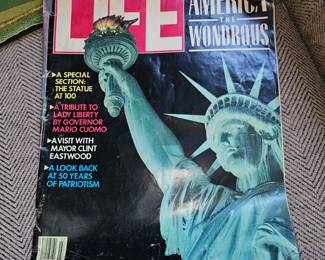 LIFE
AMERICA
THE
WONDROUS
▸A SPECIAL
SECTION:
THE STATUE
AT 100
▸A TRIBUTE TO
LADY LIBERTY
BY GOVERNOR
MARIO CUOMO
▸A VISIT WITH
MAYOR CLINT
EASTWOOD
▸A LOOK BACK
AT 50 YEARS
OF PATRIOTISM